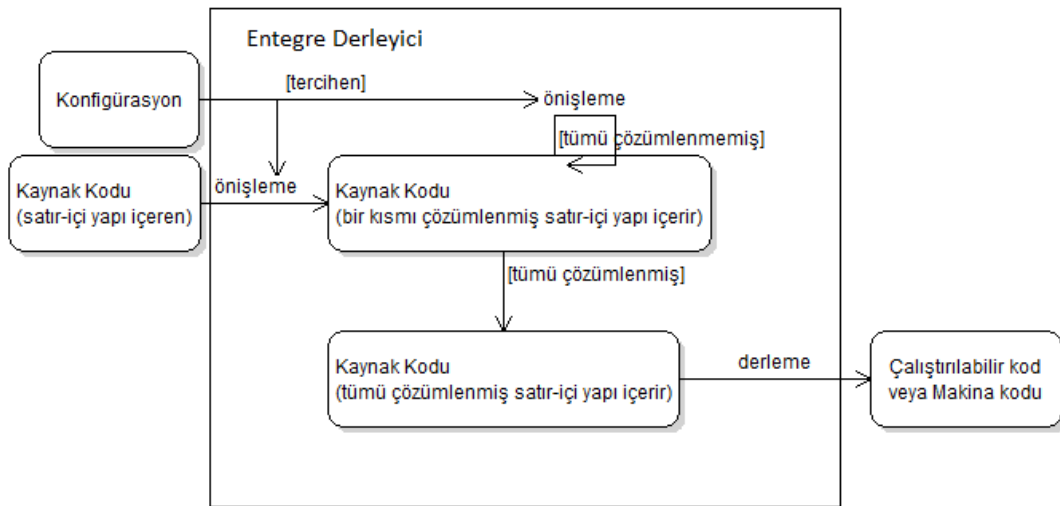 Entegre Derleyici
[tercihen]
Konfigürasyon
önişleme
[tümü çözümlenmemiş]
Kaynak Kodu
(satır-içi yapı içeren)
önişleme
Kaynak Kodu
(bir kısmı çözümlenmiş satır-içi yapı içerir)
[tümü çözümlenmiş]
Kaynak Kodu
(tümü çözümlenmiş satır-içi yapı içerir)
derleme
Çalıştırılabilir kod
veya Makina kodu